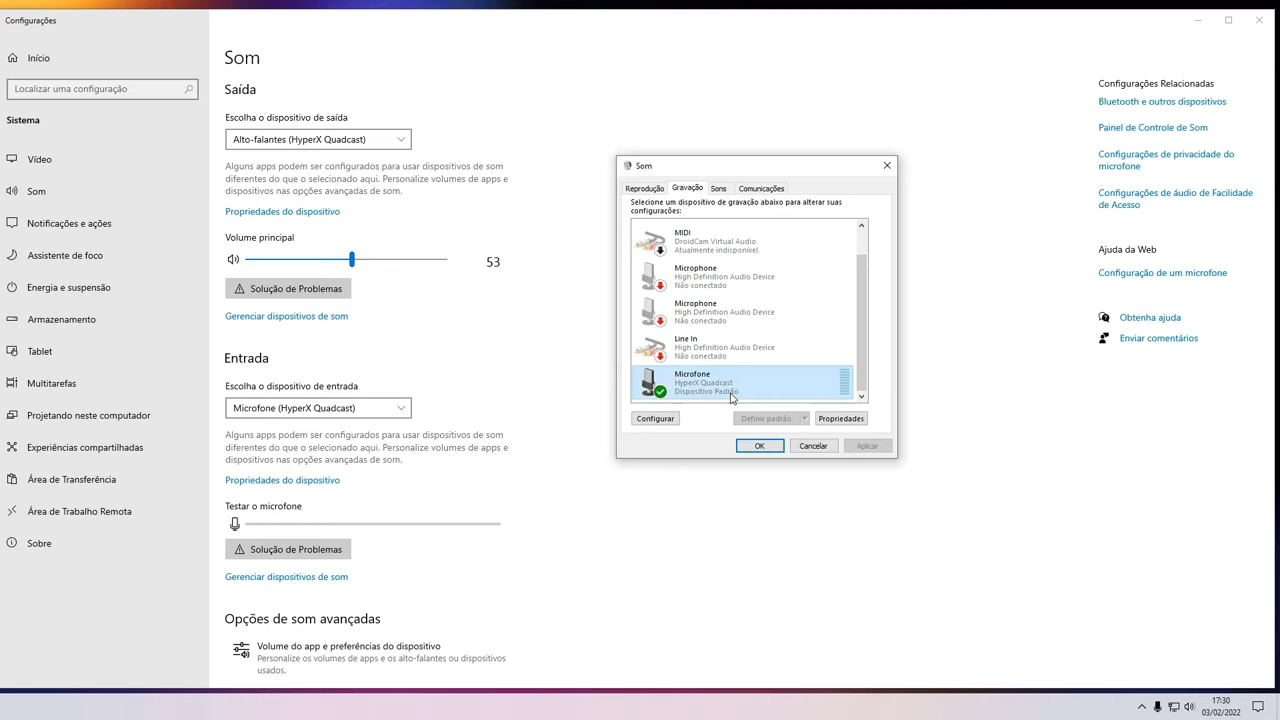 Configurações
Início
Localizar uma configuração
Sistema
Vídeo
Som
Notificações e ações
Assistente de foco
Energia e suspensão
Armazenamento
Tablet
Multitarefas
Projetando neste computador
Experiências compartilhadas
Área de Transferência
Área de Trabalho Remota
Sobre
Som
Saída
Escolha o dispositivo de saída
Alto-falantes (HyperX Quadcast)
Alguns apps podem ser configurados para usar dispositivos de som
diferentes do que o selecionado aqui. Personalize volumes de apps e
dispositivos nas opções avançadas de som.
Propriedades do dispositivo
Volume principal
53
Solução de Problemas
Gerenciar dispositivos de som
Entrada
Escolha o dispositivo de entrada
Microfone (HyperX Quadcast)
Alguns apps podem ser configurados para usar dispositivos de som
diferentes do que o selecionado aqui. Personalize volumes de apps e
dispositivos nas opções avançadas de som.
Propriedades do dispositivo
Testar o microfone
Solução de Problemas
Gerenciar dispositivos de som
Opções de som avançadas
Volume do app e preferências do dispositivo
Personalize os volumes de apps e os alto-falantes ou dispositivos
usados.
Som
Reprodução Gravação Sons Comunicações
Selecione um dispositivo de gravação abaixo para alterar suas
configurações:
MIDI
DroidCam Virtual Audio
Atualmente indisponível
Microphone
High Definition Audio Device
Não conectado
Microphone
High Definition Audio Device
Não conectado
Line In
High Definition Audio Device
Não conectado
Microfone
HyperX Quadcast
Dispositivo Padrão
Configurar Definir padrão Propriedades
OK Cancelar Aplicar
Configurações Relacionadas
Bluetooth e outros dispositivos
Painel de Controle de Som
Configurações de privacidade do
microfone
Configurações de áudio de Facilidade
de Acesso
Ajuda da Web
Configuração de um microfone
Obtenha ajuda
Enviar comentários
17:30
03/02/2022